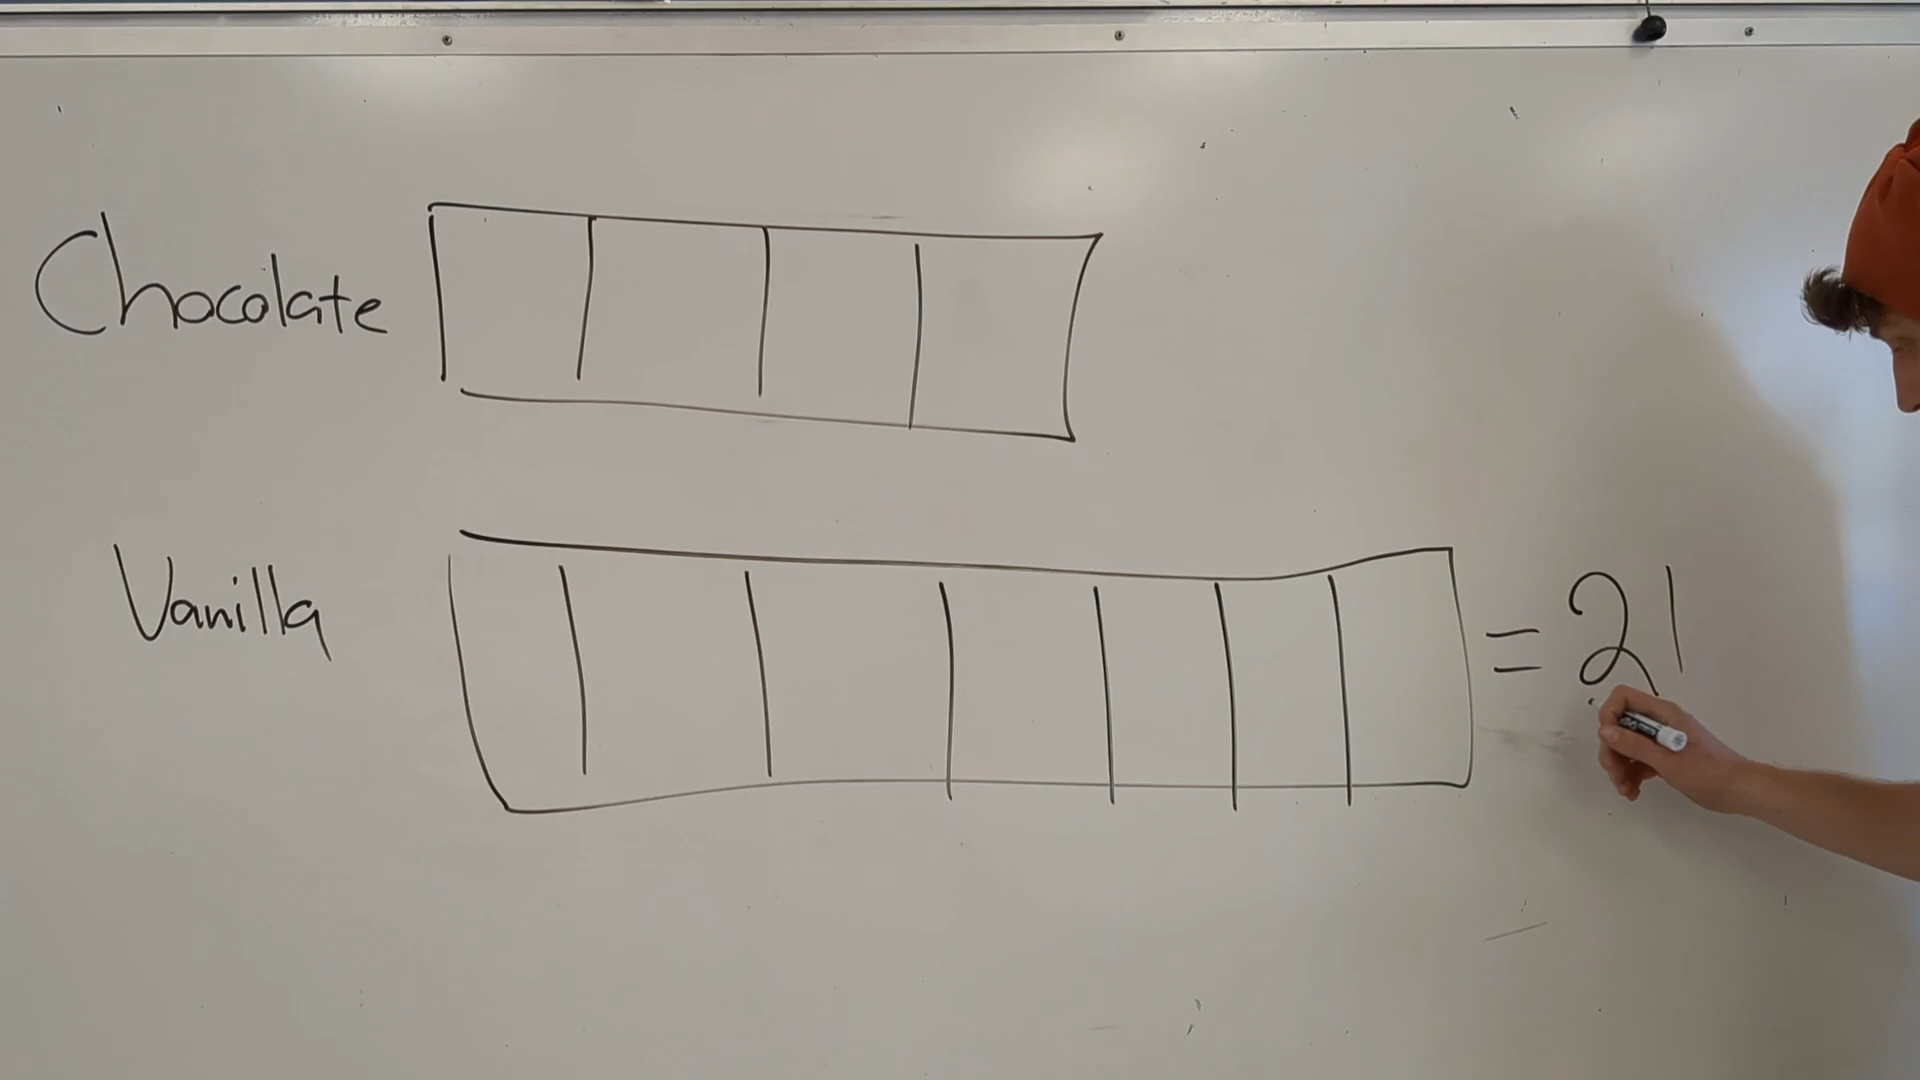 Chocolate
Vanilla = 21